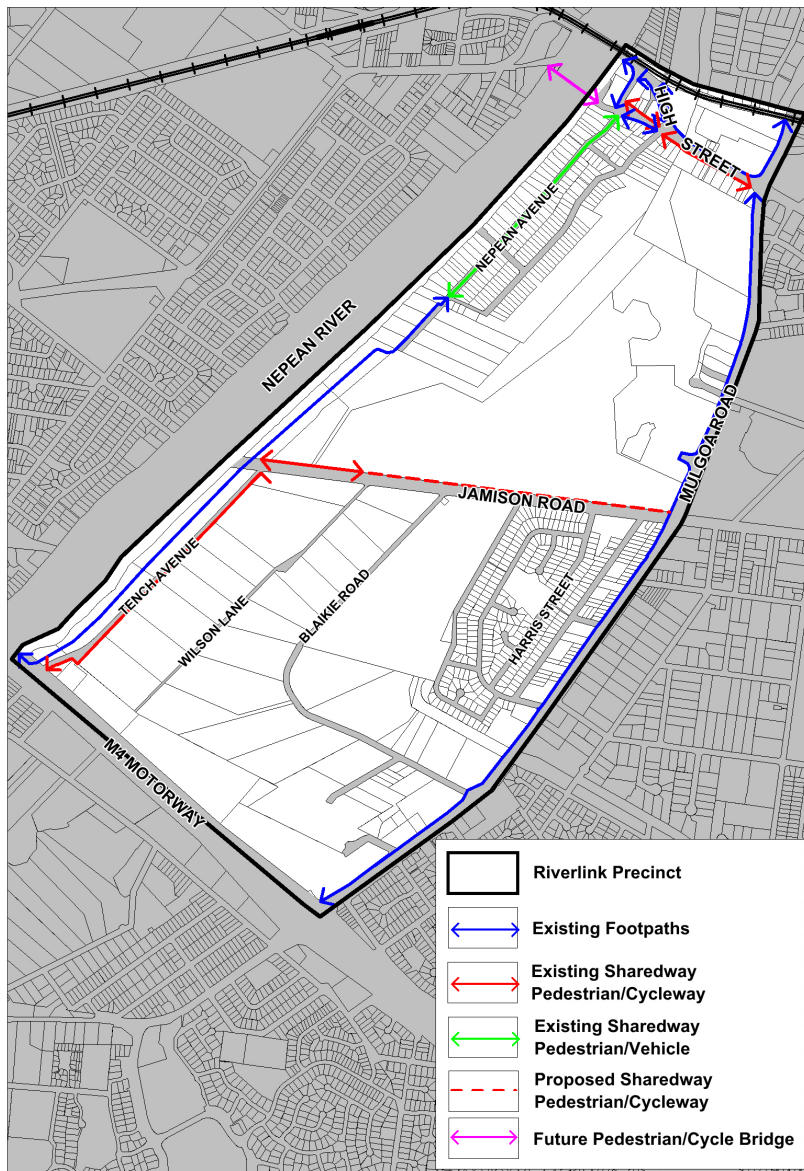 HIGH STREET
NEPEAN AVENUE
NEPEAN RIVER
MULGOA ROAD
JAMISON ROAD
TENCH AVENUE
WILSON LANE
BLAIKIE ROAD
HARRIS STREET
M4 MOTORWAY
Riverlink Precinct
Existing Footpaths
Existing Sharedway
Pedestrian/Cycleway
Existing Sharedway
Pedestrian/Vehicle
Proposed Sharedway
Pedestrian/Cycleway
Future Pedestrian/Cycle Bridge